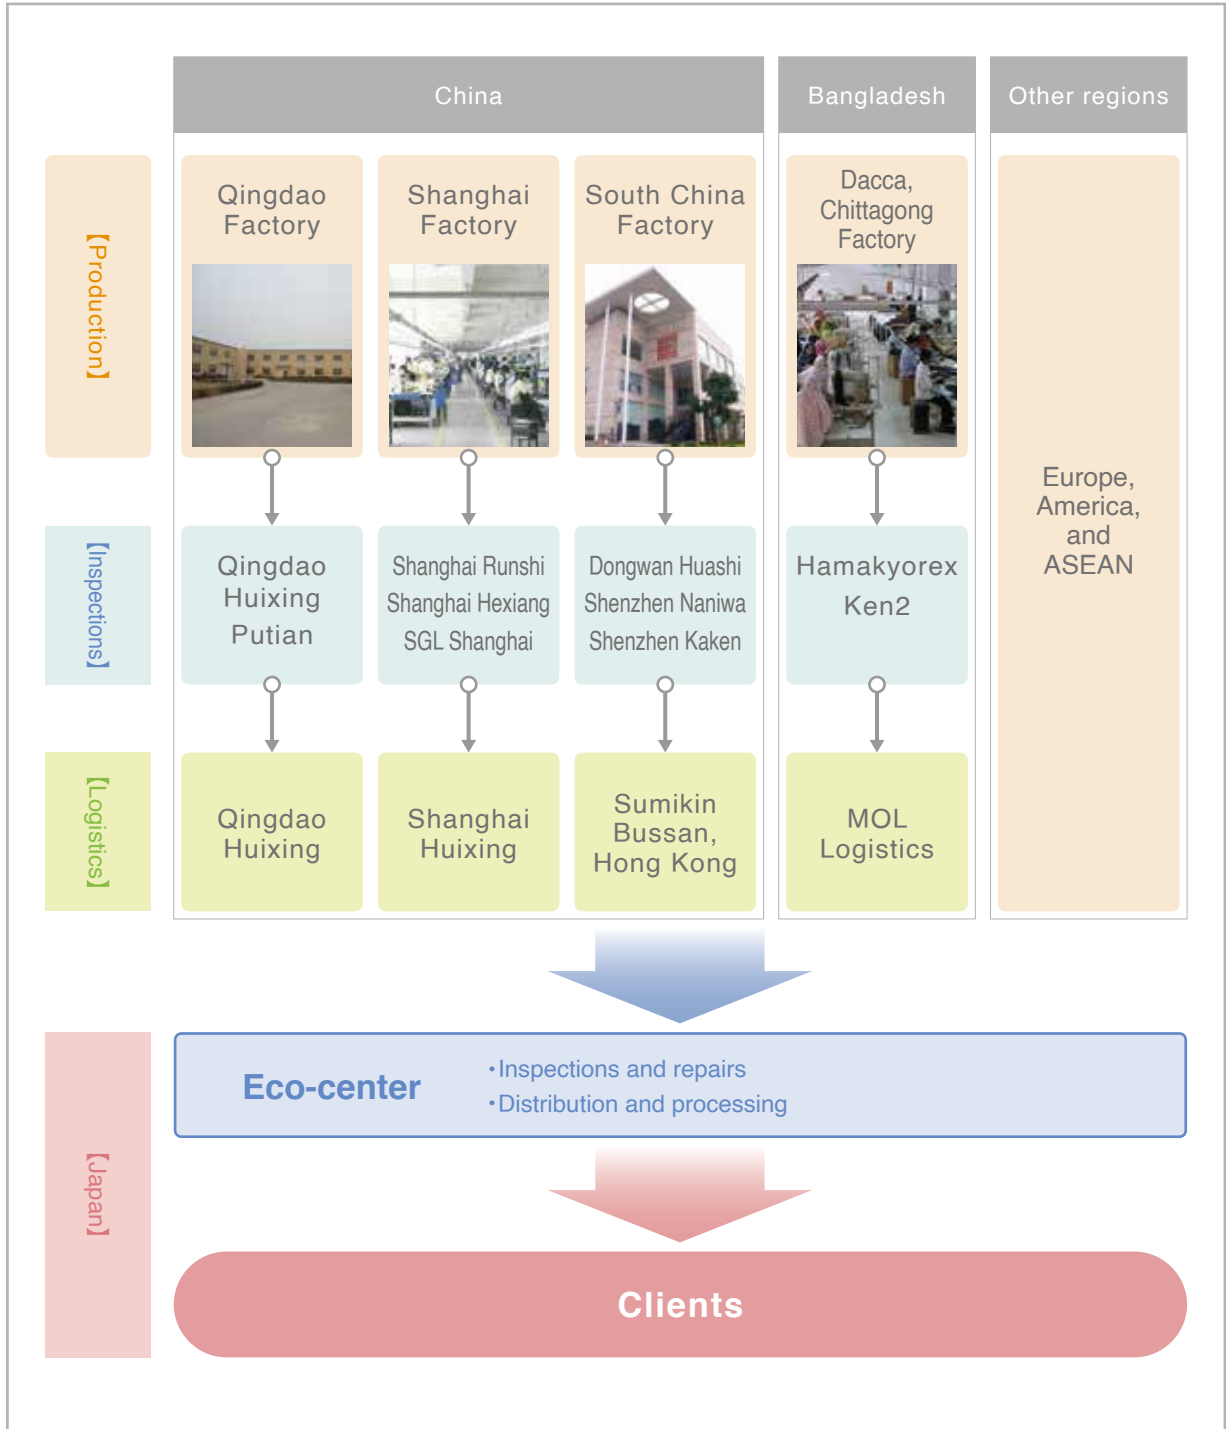 China
Bangladesh
Other regions
【Production】
Qingdao
Factory
Shanghai
Factory
South China
Factory
Dacca,
Chittagong
Factory
Europe,
America,
and
ASEAN
【Inspections】
Qingdao
Huixing
Putian
Shanghai Runshi
Shanghai Hexiang
SGL Shanghai
Dongwan Huashi
Shenzhen Naniwa
Shenzhen Kaken
Hamakyorex
Ken2
【Logistics】
Qingdao
Huixing
Shanghai
Huixing
Sumikin
Bussan,
Hong Kong
MOL
Logistics
【Japan】
Eco-center
・Inspections and repairs
・Distribution and processing
Clients